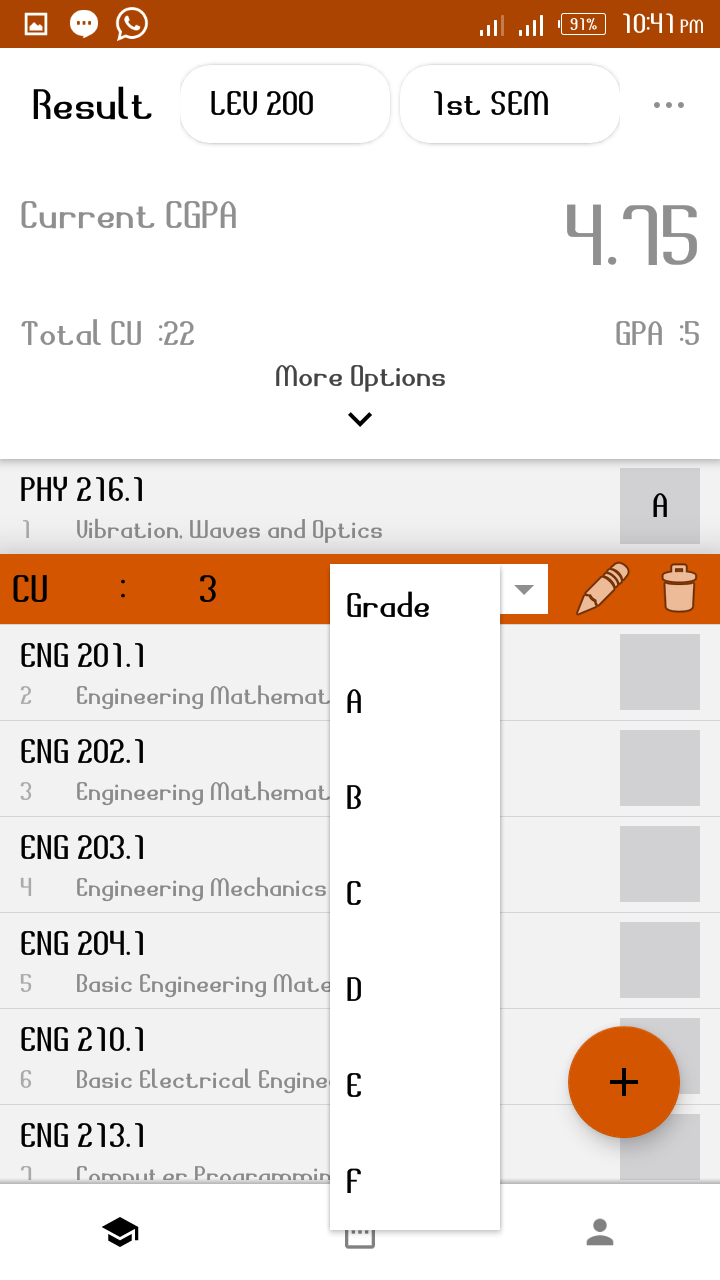 91% 10:41 PM
Result LEV 200 1st SEM
Current CGPA 4.75
Total CU :22 GPA :5
More Options
PHY 216.1 A
1 Vibration, Waves and Optics
CU : 3
Grade
A
B
C
D
E
F
ENG 201.1
2 Engineering Mathemat
ENG 202.1
3 Engineering Mathemat
ENG 203.1
4 Engineering Mechanics
ENG 204.1
5 Basic Engineering Mate
ENG 210.1
6 Basic Electrical Engine
ENG 213.1
7 Computer Programmin